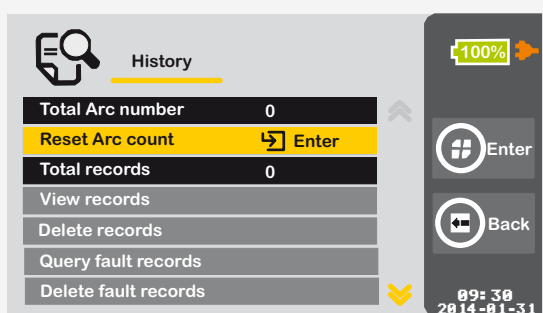 History
100%
Total Arc number 0
Reset Arc count Enter
Total records 0
View records
Delete records
Query fault records
Delete fault records
Enter
Back
09:30
2014-01-31